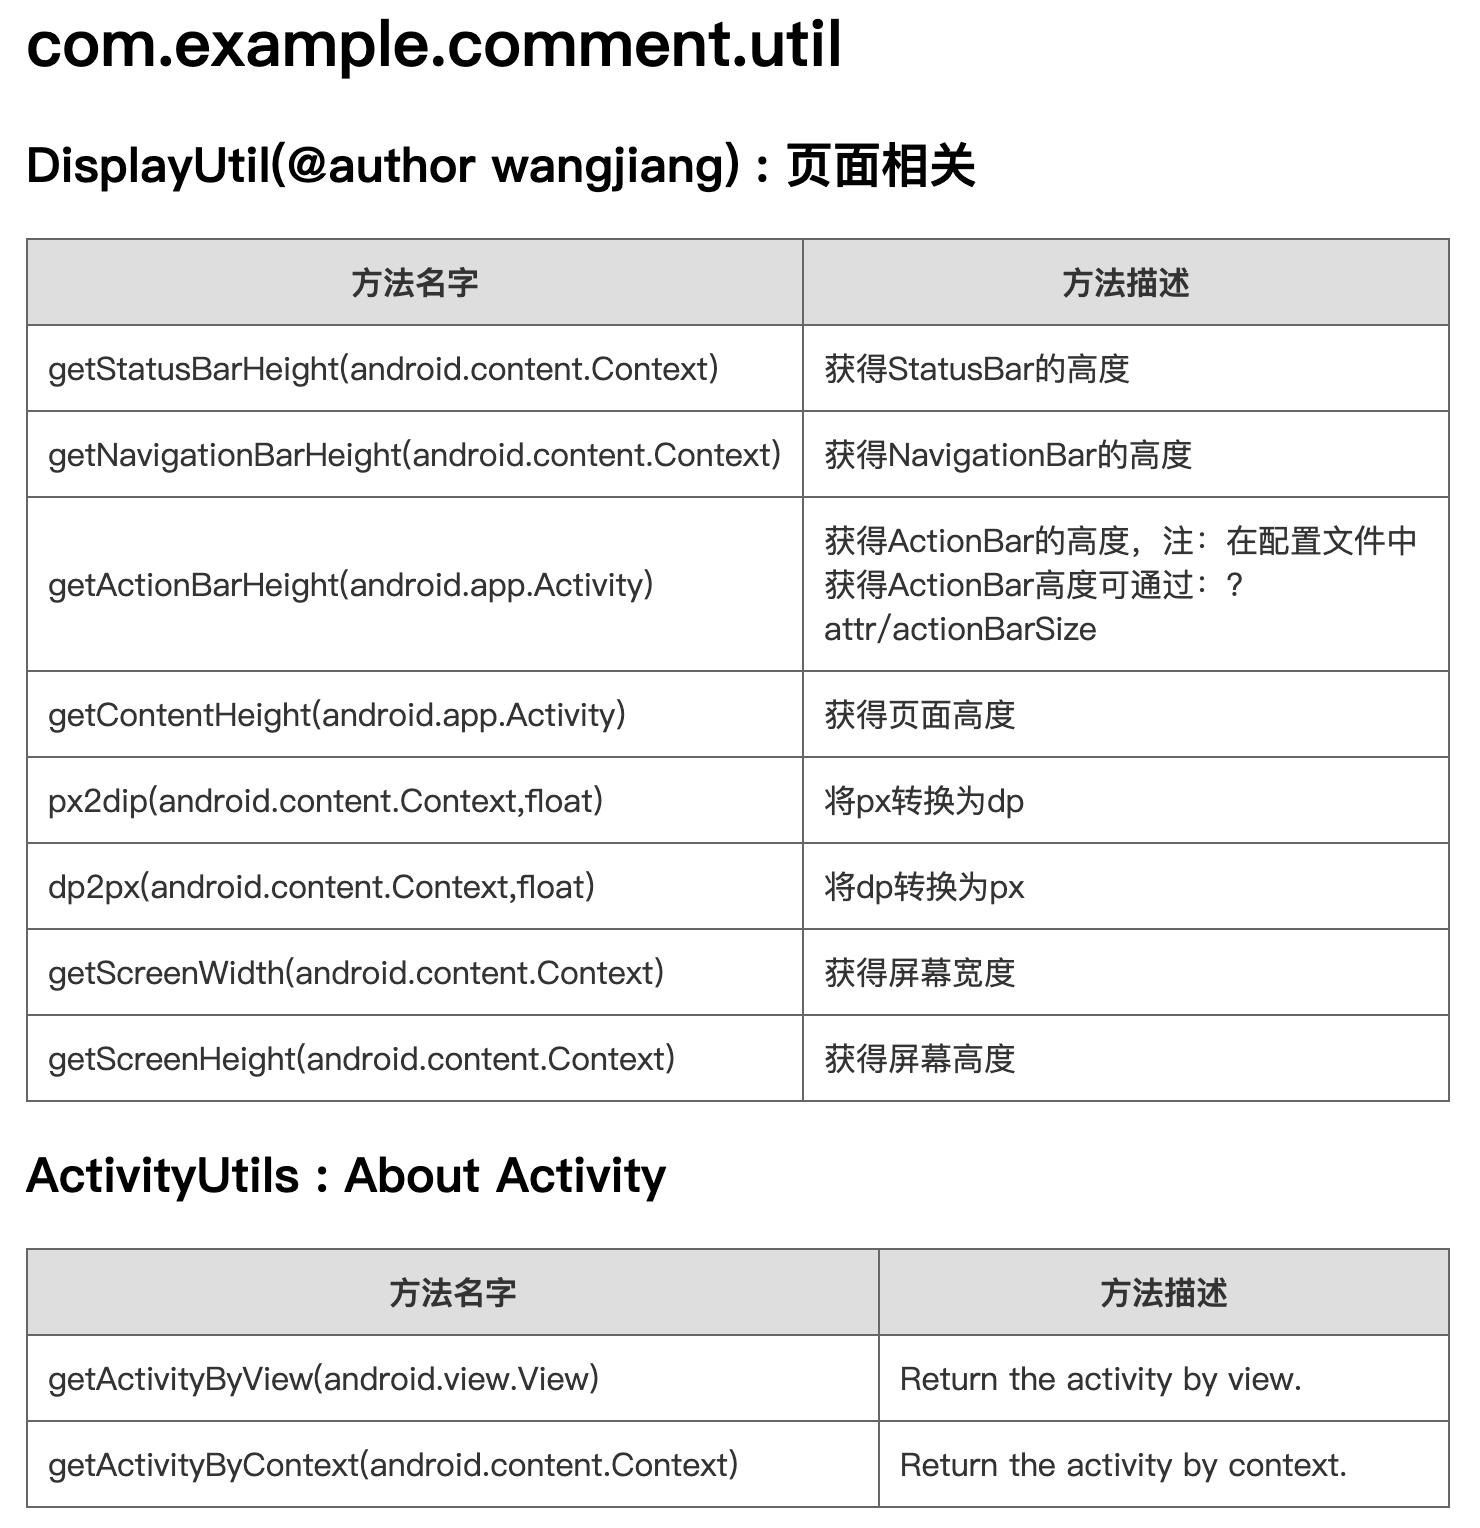 com.example.comment.util
DisplayUtil(@author wangjiang) : 页面相关
方法名字 方法描述
getStatusBarHeight(android.content.Context) 获得StatusBar的高度
getNavigationBarHeight(android.content.Context) 获得NavigationBar的高度
getActionBarHeight(android.app.Activity) 获得ActionBar的高度，注：在配置文件中
获得ActionBar高度可通过：?
attr/actionBarSize
getContentHeight(android.app.Activity) 获得页面高度
px2dip(android.content.Context,float) 将px转换为dp
dp2px(android.content.Context,float) 将dp转换为px
getScreenWidth(android.content.Context) 获得屏幕宽度
getScreenHeight(android.content.Context) 获得屏幕高度
ActivityUtils : About Activity
方法名字 方法描述
getActivityByView(android.view.View) Return the activity by view.
getActivityByContext(android.content.Context) Return the activity by context.